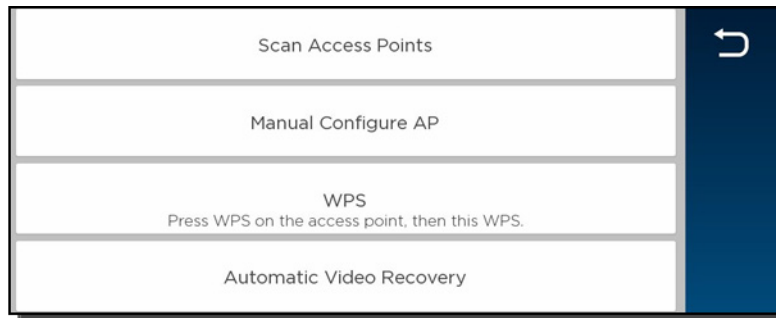 Scan Access Points
Manual Configure AP
WPS
Press WPS on the access point, then this WPS.
Automatic Video Recovery